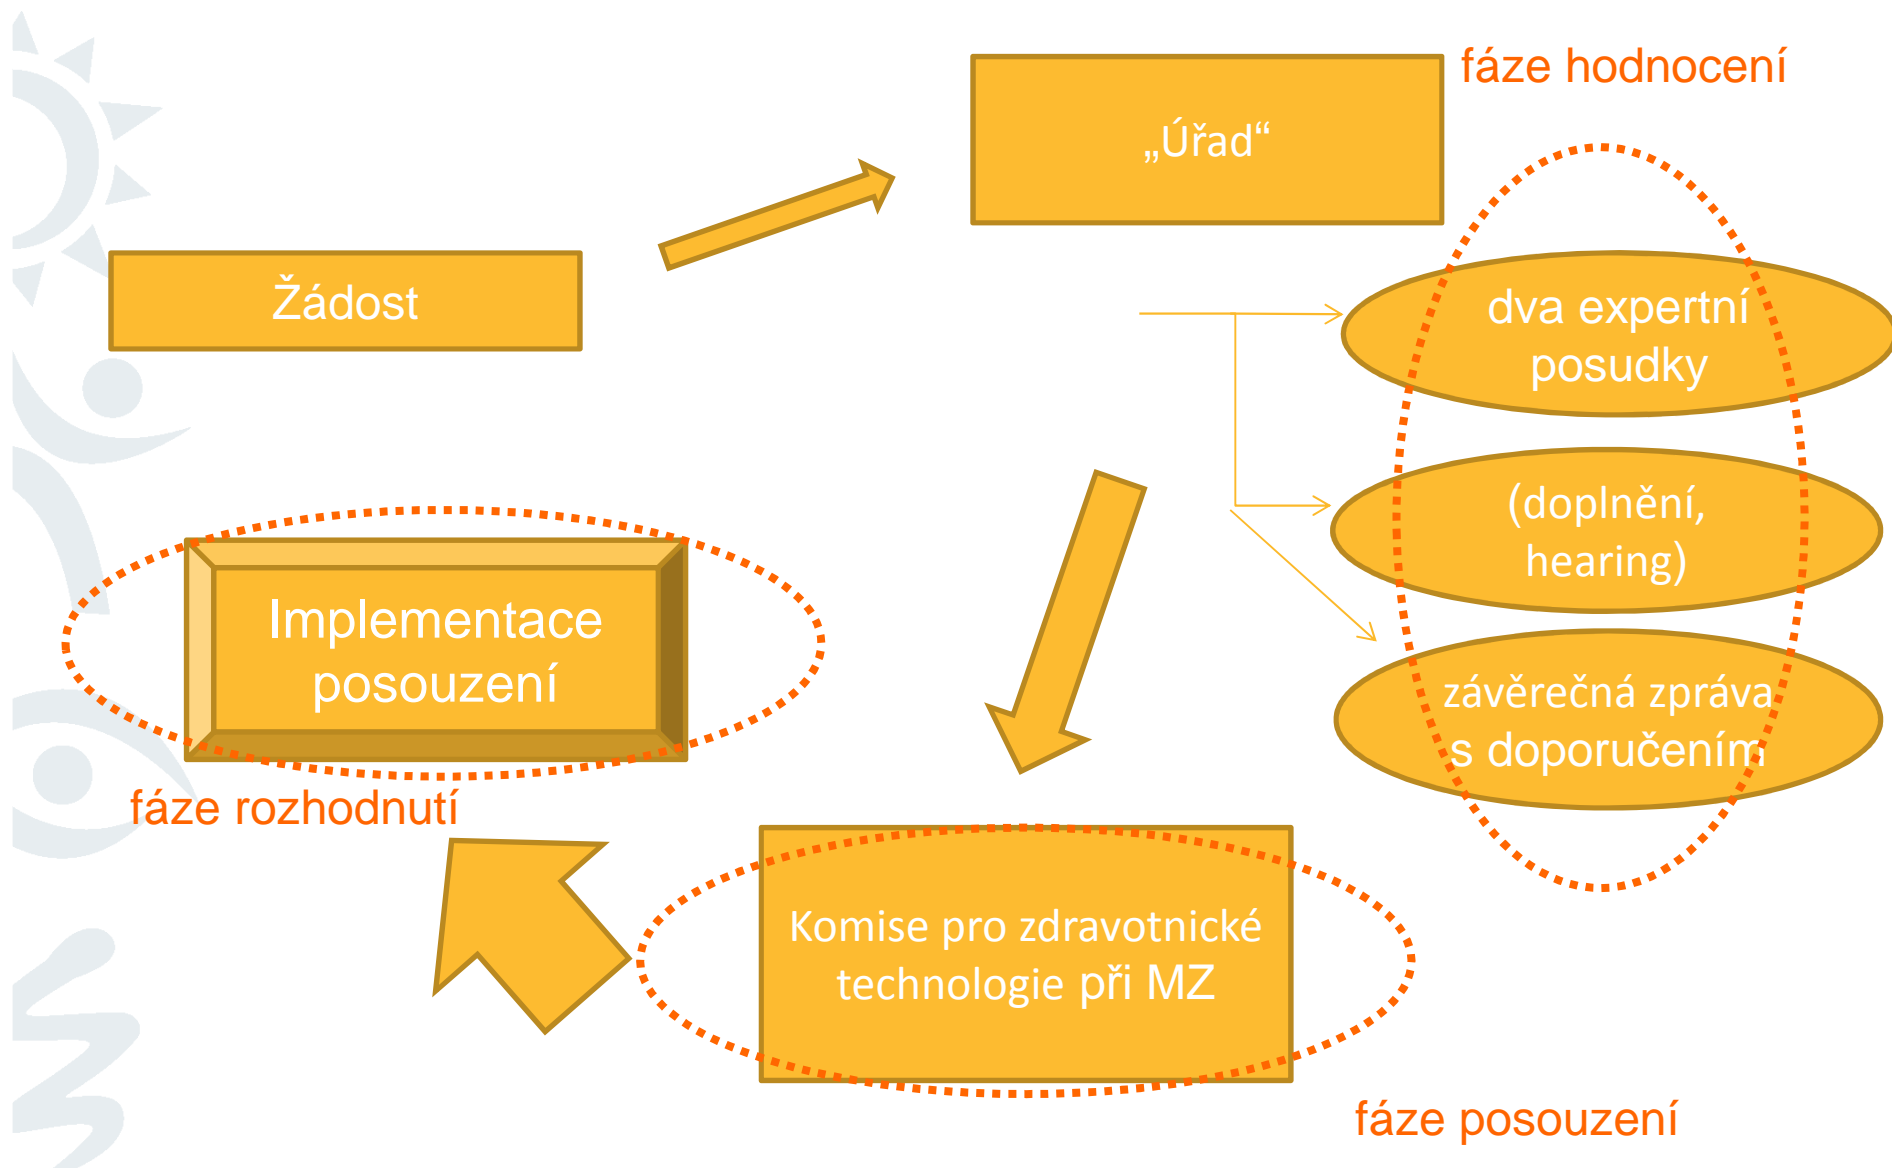 fáze hodnocení
„Úřad“
Žádost
dva expertní
posudky
(doplnění,
hearing)
Implementace
posouzení
závěrečná zpráva
s doporučením
fáze rozhodnutí
Komise pro zdravotnické
technologie při MZ
fáze posouzení